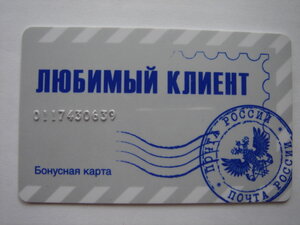 ЛЮБИМЫЙ КЛИЕНТ
0117430639
Бонусная карта
ПОЧТА РОССИИ
ПОЧТА РОССИИ